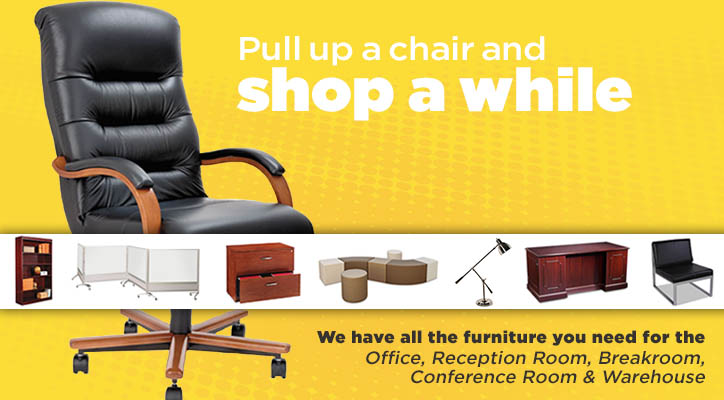 Pull up a chair and
shop a while
We have all the furniture you need for the
Office, Reception Room, Breakroom,
Conference Room & Warehouse